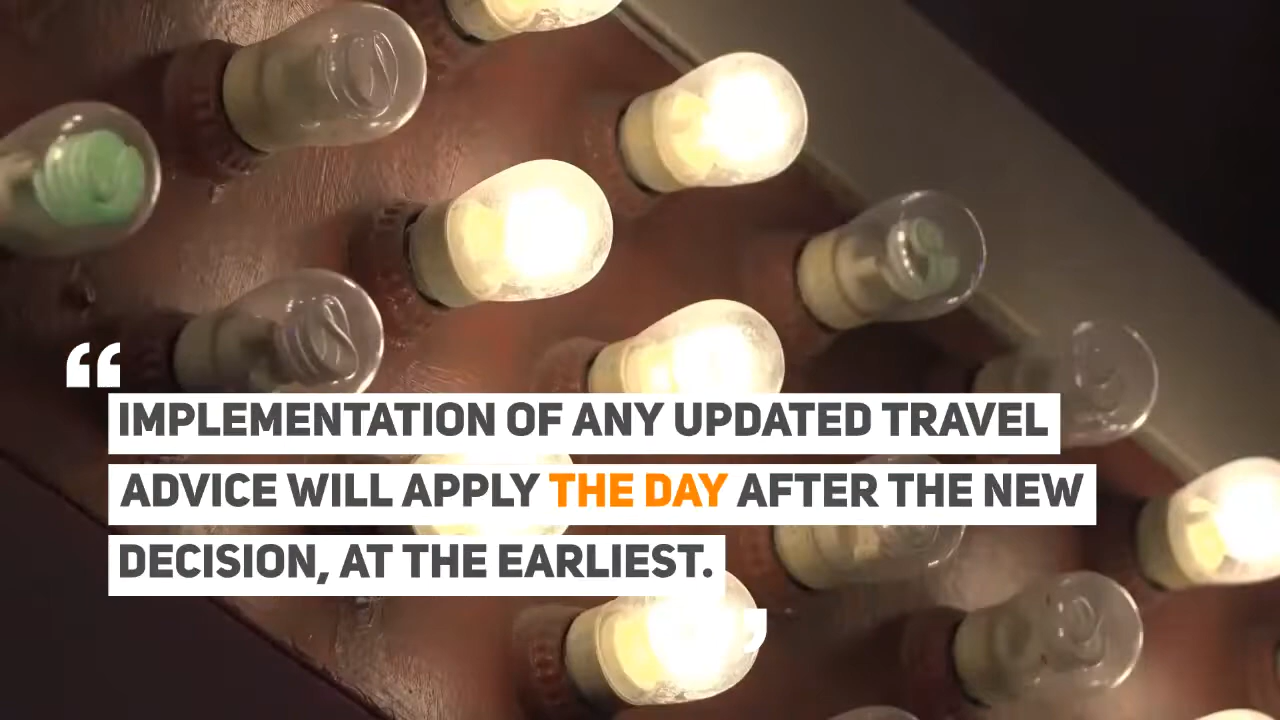 “
IMPLEMENTATION OF ANY UPDATED TRAVEL
ADVICE WILL APPLY THE DAY AFTER THE NEW
DECISION, AT THE EARLIEST.
”